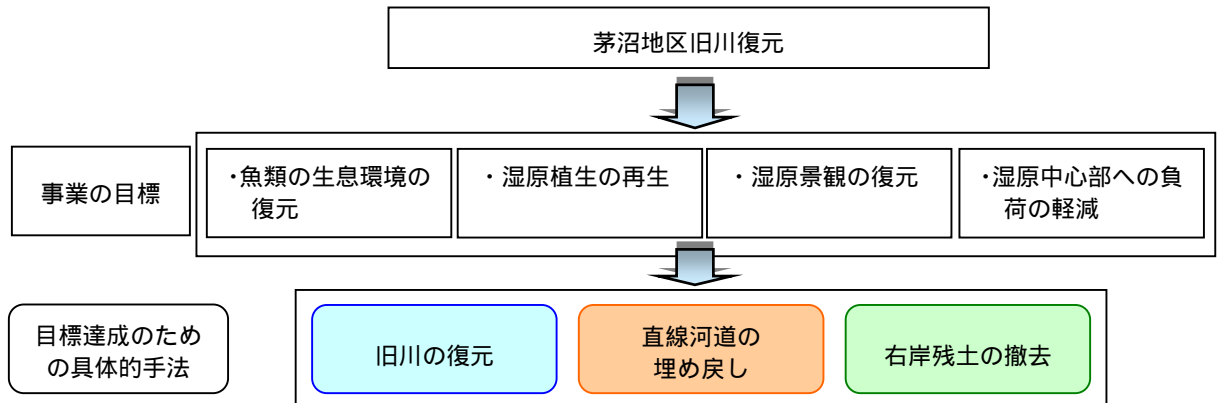 茅沼地区旧川復元
事業の目標
・魚類の生息環境の
復元
・湿原植生の再生
・湿原景観の復元
・湿原中心部への負
荷の軽減
目標達成のため
の具体的手法
旧川の復元
直線河道の
埋め戻し
右岸残土の撤去